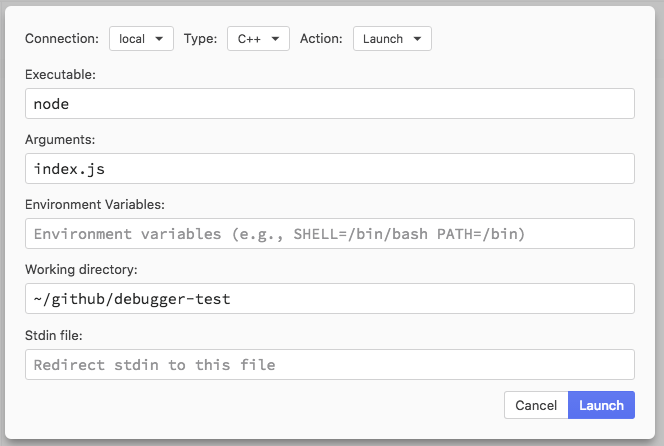 Connection: local Type: C++ Action: Launch
Executable:
node
Arguments:
index.js
Environment Variables:
Environment variables (e.g., SHELL=/bin/bash PATH=/bin)
Working directory:
~/github/debugger-test
Stdin file:
Redirect stdin to this file
Cancel Launch